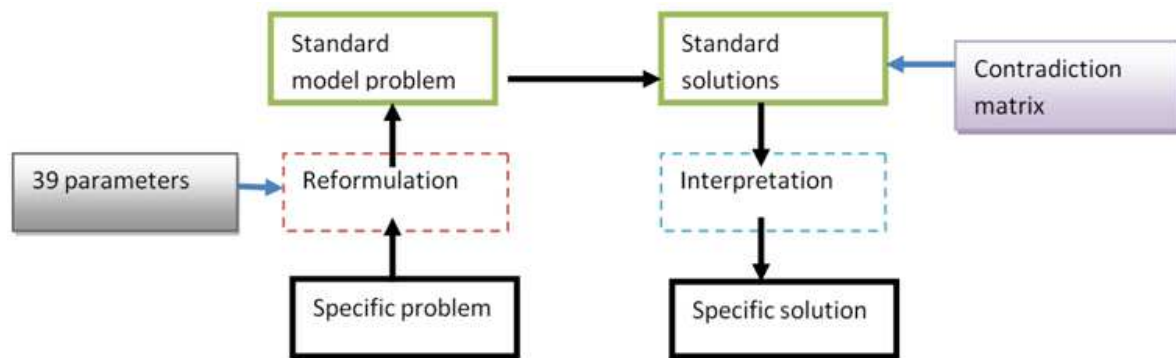 Standard
model problem
Standard
solutions
Contradiction
matrix
39 parameters
Reformulation
Interpretation
Specific problem
Specific solution